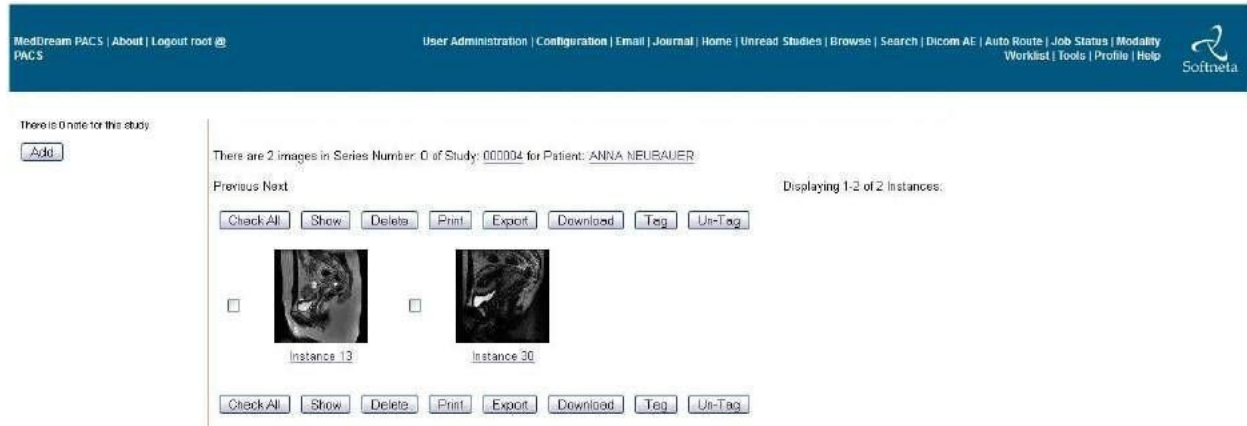 MedDream PACS | About | Logout root @
PACS
User Administration | Configuration | Email | Journal | Home | Unread Studies | Browse | Search | Dicom AE | Auto Route | Job Status | Modality
Worklist | Tools | Profile | Help
Softneta
There is 0 note for this study
Add
There are 2 images in Series Number: 0 of Study: 000004 for Patient: ANNA NEUBAUER
Previous Next
Displaying 1-2 of 2 Instances:
Check All Show Delete Print Export Download Tag Un-Tag
Instance 13 Instance 30
Check All Show Delete Print Export Download Tag Un-Tag